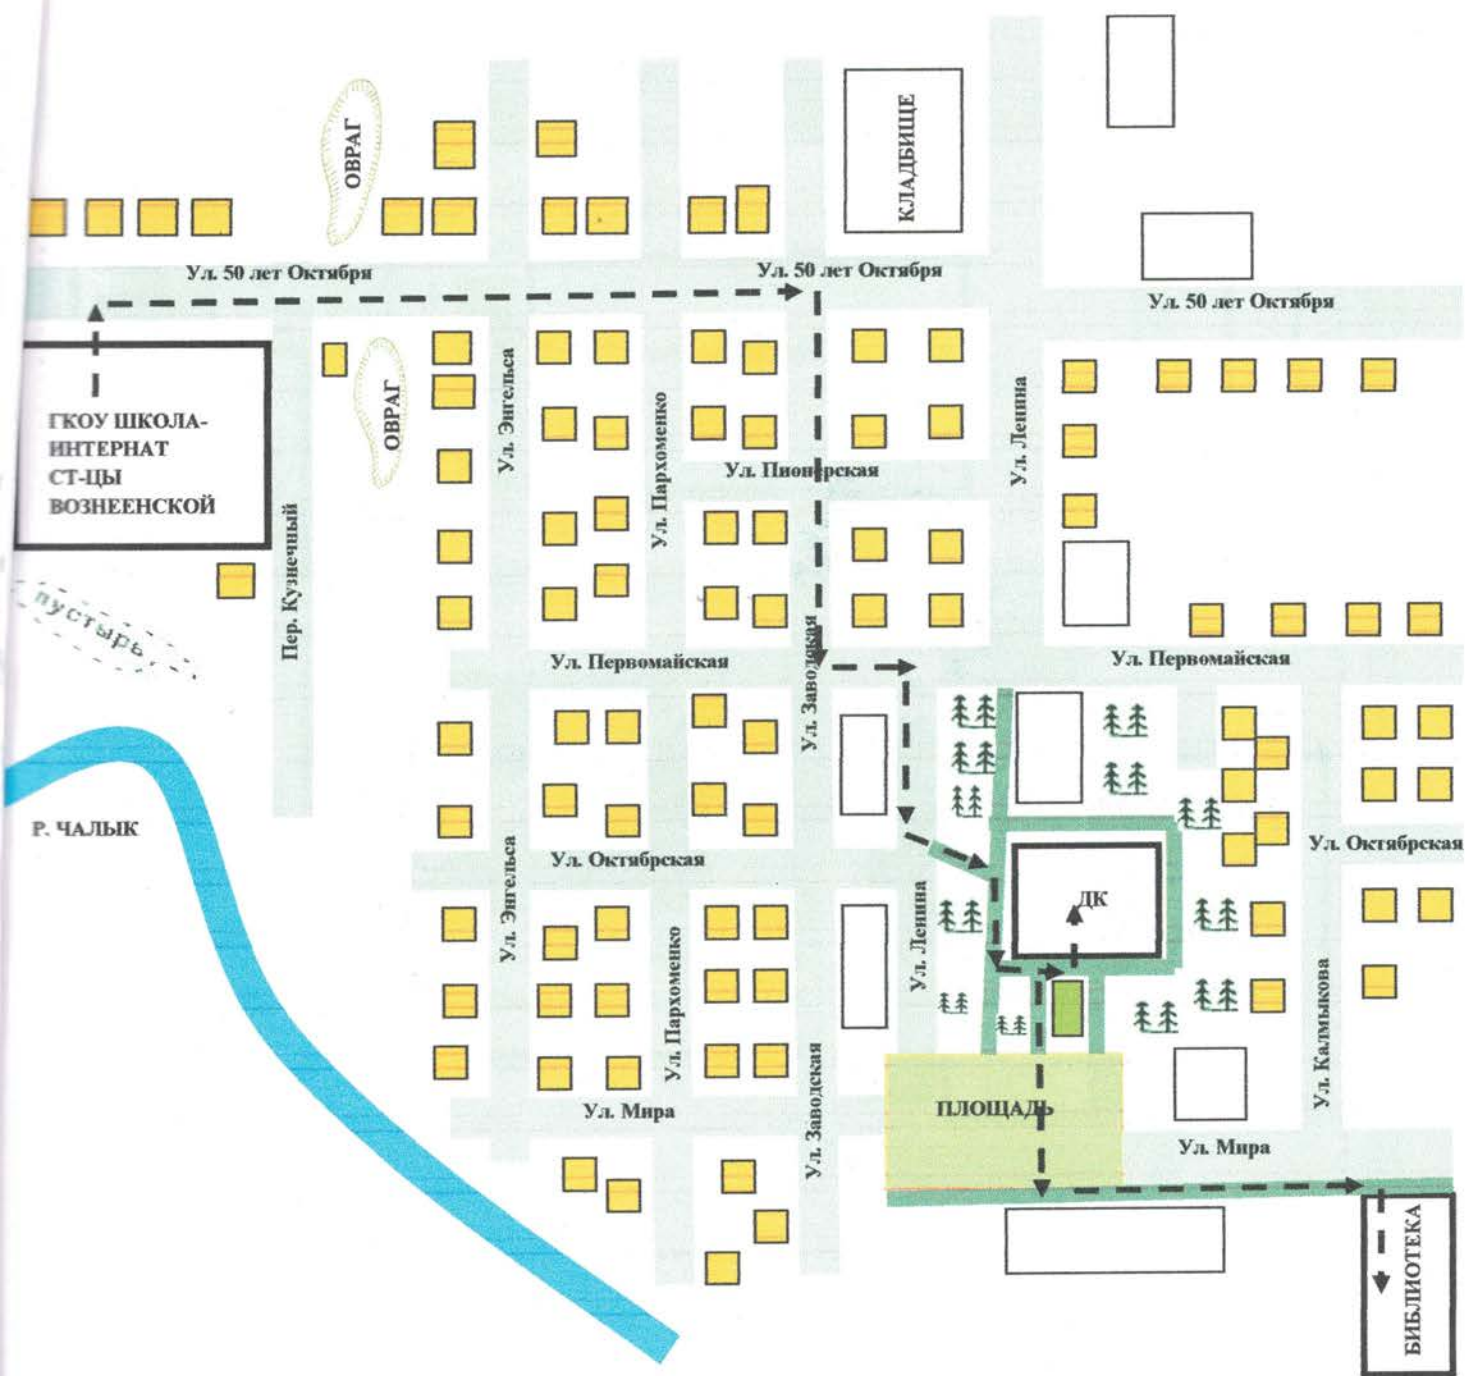 ОВРАГ
КЛАДБИЩЕ
Ул. 50 лет Октября
Ул. 50 лет Октября
Ул. 50 лет Октября
ГКОУ ШКОЛА-
ИНТЕРНАТ
СТ-ЦЫ
ВОЗНЕЕНСКОЙ
ОВРАГ
Ул. Энгельса
Ул. Пархоменко
Ул. Пионерская
Ул. Ленина
Пер. Кузнечный
пустырь
Ул. Первомайская
Ул. Заводская
Ул. Первомайская
Р. ЧАЛЫК
Ул. Октябрская
Ул. Октябрская
Ул. Энгельса
Ул. Пархоменко
Ул. Ленина
ДК
Ул. Калмыкова
Ул. Мира
Ул. Заводская
ПЛОЩАДЬ
Ул. Мира
БИБЛИОТЕКА